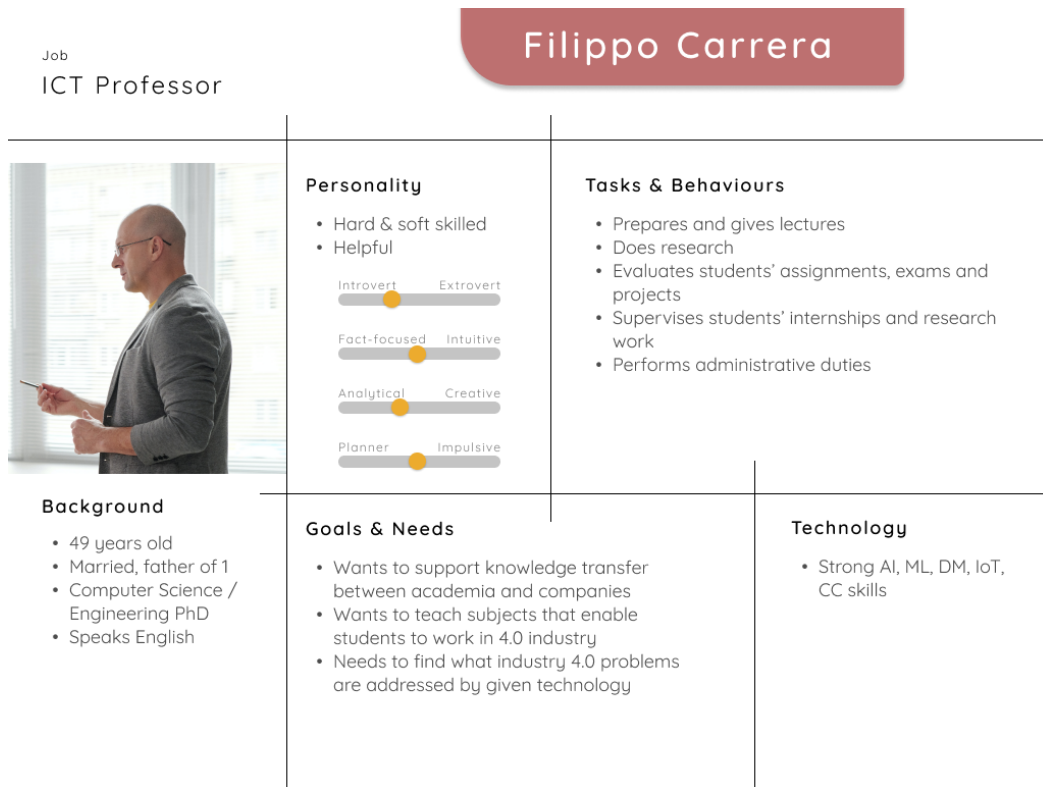 Job
ICT Professor
Filippo Carrera
Personality
• Hard & soft skilled
• Helpful
Introvert Extrovert
Fact-focused Intuitive
Analytical Creative
Planner Impulsive
Tasks & Behaviours
• Prepares and gives lectures
• Does research
• Evaluates students’ assignments, exams and
projects
• Supervises students’ internships and research
work
• Performs administrative duties
Background
• 49 years old
• Married, father of 1
• Computer Science /
Engineering PhD
• Speaks English
Goals & Needs
• Wants to support knowledge transfer
between academia and companies
• Wants to teach subjects that enable
students to work in 4.0 industry
• Needs to find what industry 4.0 problems
are addressed by given technology
Technology
• Strong AI, ML, DM, IoT,
CC skills